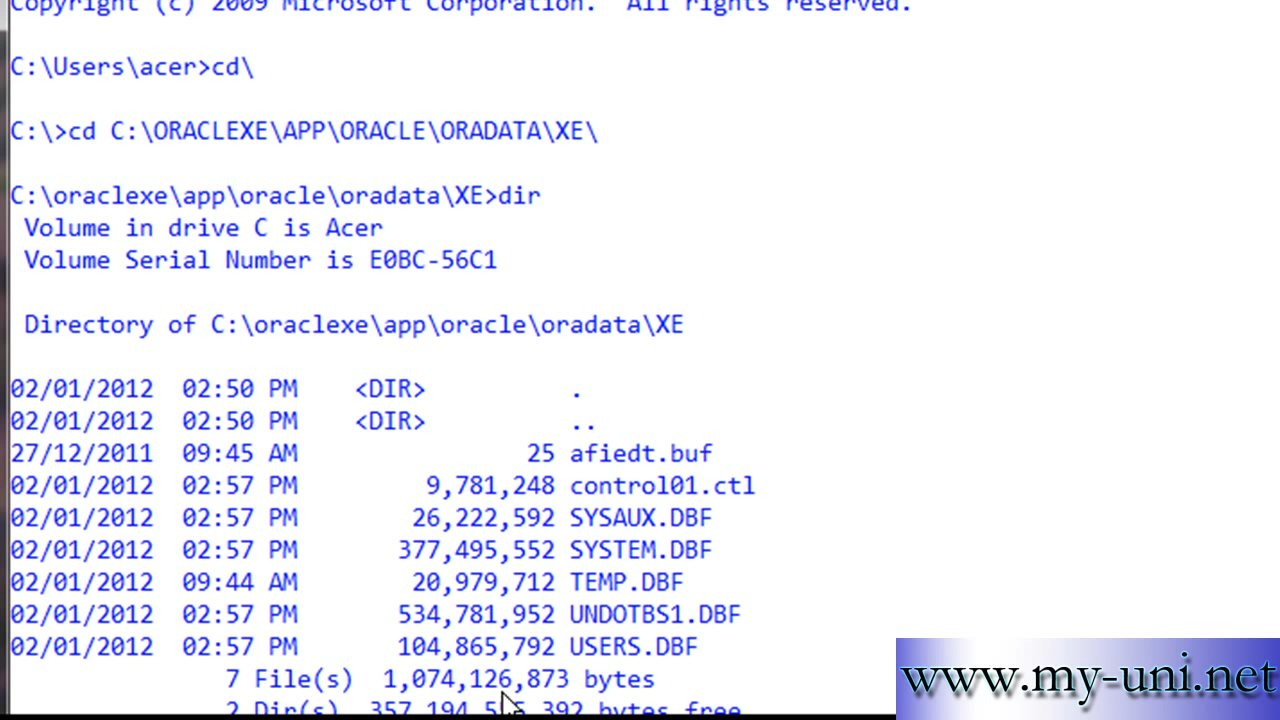 Copyright (c) 2009 Microsoft Corporation.  All rights reserved.
C:\Users\acer>cd\
C:\>cd C:\ORACLEXE\APP\ORACLE\ORADATA\XE\
C:\oraclexe\app\oracle\oradata\XE>dir
 Volume in drive C is Acer
 Volume Serial Number is E0BC-56C1
 Directory of C:\oraclexe\app\oracle\oradata\XE
02/01/2012  02:50 PM    <DIR>          .
02/01/2012  02:50 PM    <DIR>          ..
27/12/2011  09:45 AM                25 afiedt.buf
02/01/2012  02:57 PM         9,781,248 control01.ctl
02/01/2012  02:57 PM        26,222,592 SYSAUX.DBF
02/01/2012  02:57 PM       377,495,552 SYSTEM.DBF
02/01/2012  09:44 AM        20,979,712 TEMP.DBF
02/01/2012  02:57 PM       534,781,952 UNDOTBS1.DBF
02/01/2012  02:57 PM       104,865,792 USERS.DBF
               7 File(s)  1,074,126,873 bytes
               2 Dir(s)  bytes free
www.my-uni.net